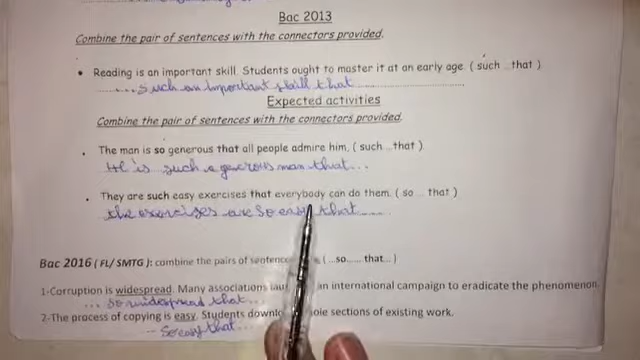 Bac 2013
Combine the pair of sentences with the connectors provided.
• Reading is an important skill. Students ought to master it at an early age. ( such ... that )
...such an important skill that
Expected activities
Combine the pair of sentences with the connectors provided.
• The man is so generous that all people admire him. ( such ...that )
He is such a generous man that...
• They are such easy exercises that everybody can do them. ( so ... that )
the exercises are so easy that....
Bac 2016 ( FL/ SMTG ): combine the pairs of ( ...so...... that...)
1-Corruption is widespread. Many associations an international campaign to eradicate the phenomenon.
... so widespread that...
2-The process of copying is easy. Students sections of existing work.
- So easy that...